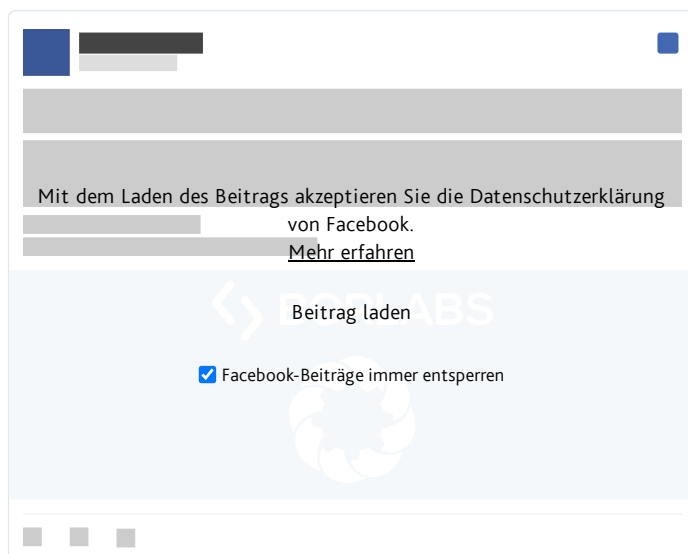 Mit dem Laden des Beitrags akzeptieren Sie die Datenschutzerklärung
von Facebook.
Mehr erfahren
BORLABS
Beitrag laden
Facebook-Beiträge immer entsperren